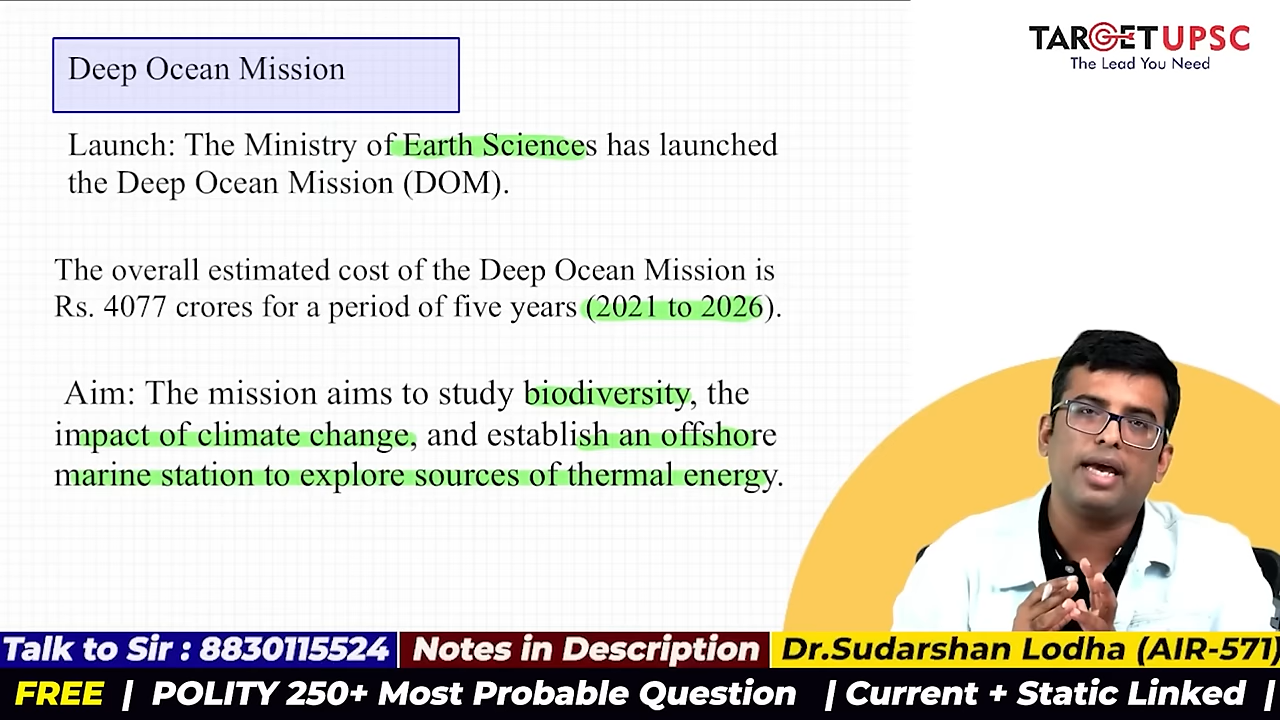 TARGET UPSC
The Lead You Need
Deep Ocean Mission
Launch: The Ministry of Earth Sciences has launched
the Deep Ocean Mission (DOM).
The overall estimated cost of the Deep Ocean Mission is
Rs. 4077 crores for a period of five years (2021 to 2026).
Aim: The mission aims to study biodiversity, the
impact of climate change, and establish an offshore
marine station to explore sources of thermal energy.
Talk to Sir : 8830115524 Notes in Description Dr.Sudarshan Lodha (AIR-571)
FREE | POLITY 250+ Most Probable Question | Current + Static Linked |